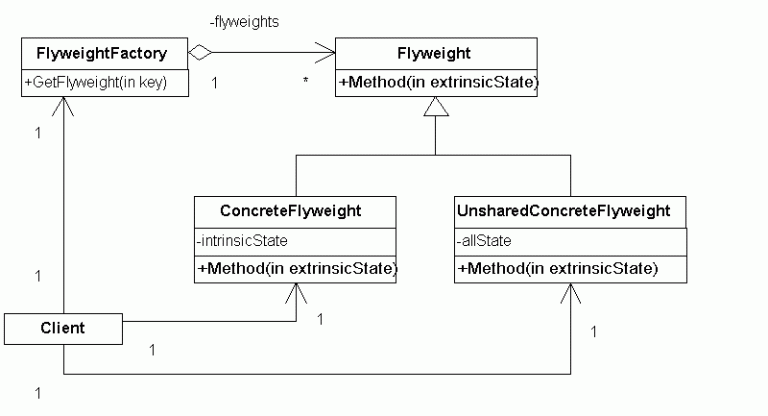 -flyweights
FlyweightFactory
+GetFlyweight(in key)
1
*
Flyweight
+Method(in extrinsicState)
1
ConcreteFlyweight
-intrinsicState
+Method(in extrinsicState)
UnsharedConcreteFlyweight
-allState
+Method(in extrinsicState)
1
Client
1
1
1
1